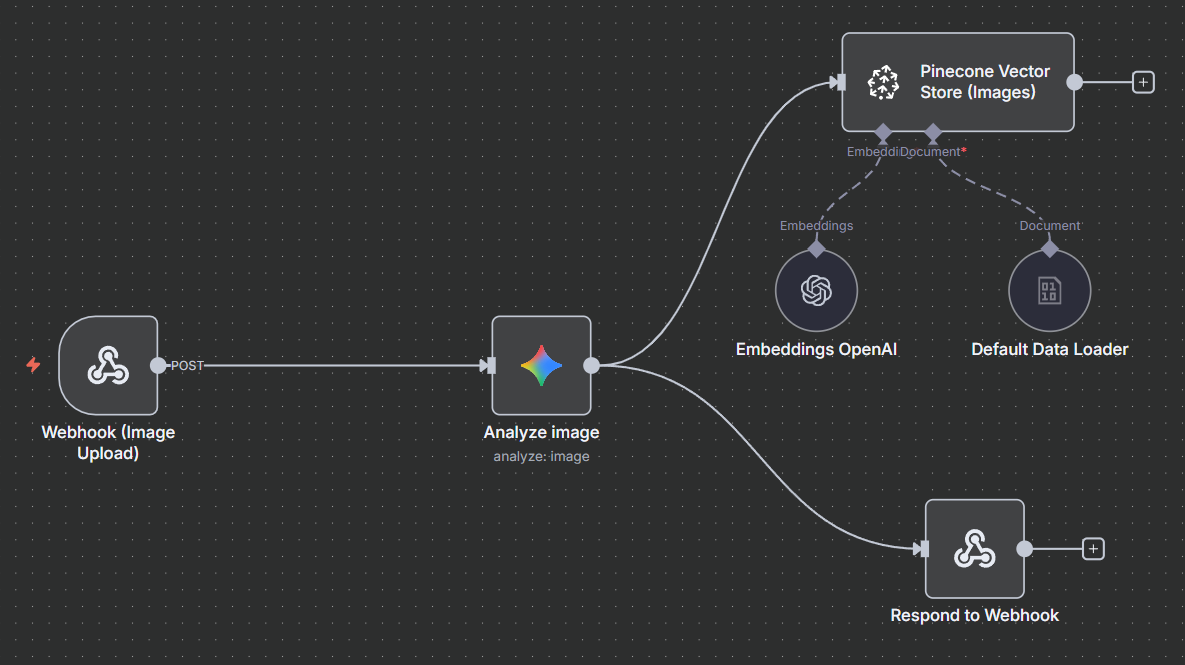 Pinecone Vector
Store (Images)
Embeddi
Document*
Embeddings
Document
Embeddings OpenAI
Default Data Loader
POST
Webhook (Image
Upload)
Analyze image
analyze: image
Respond to Webhook